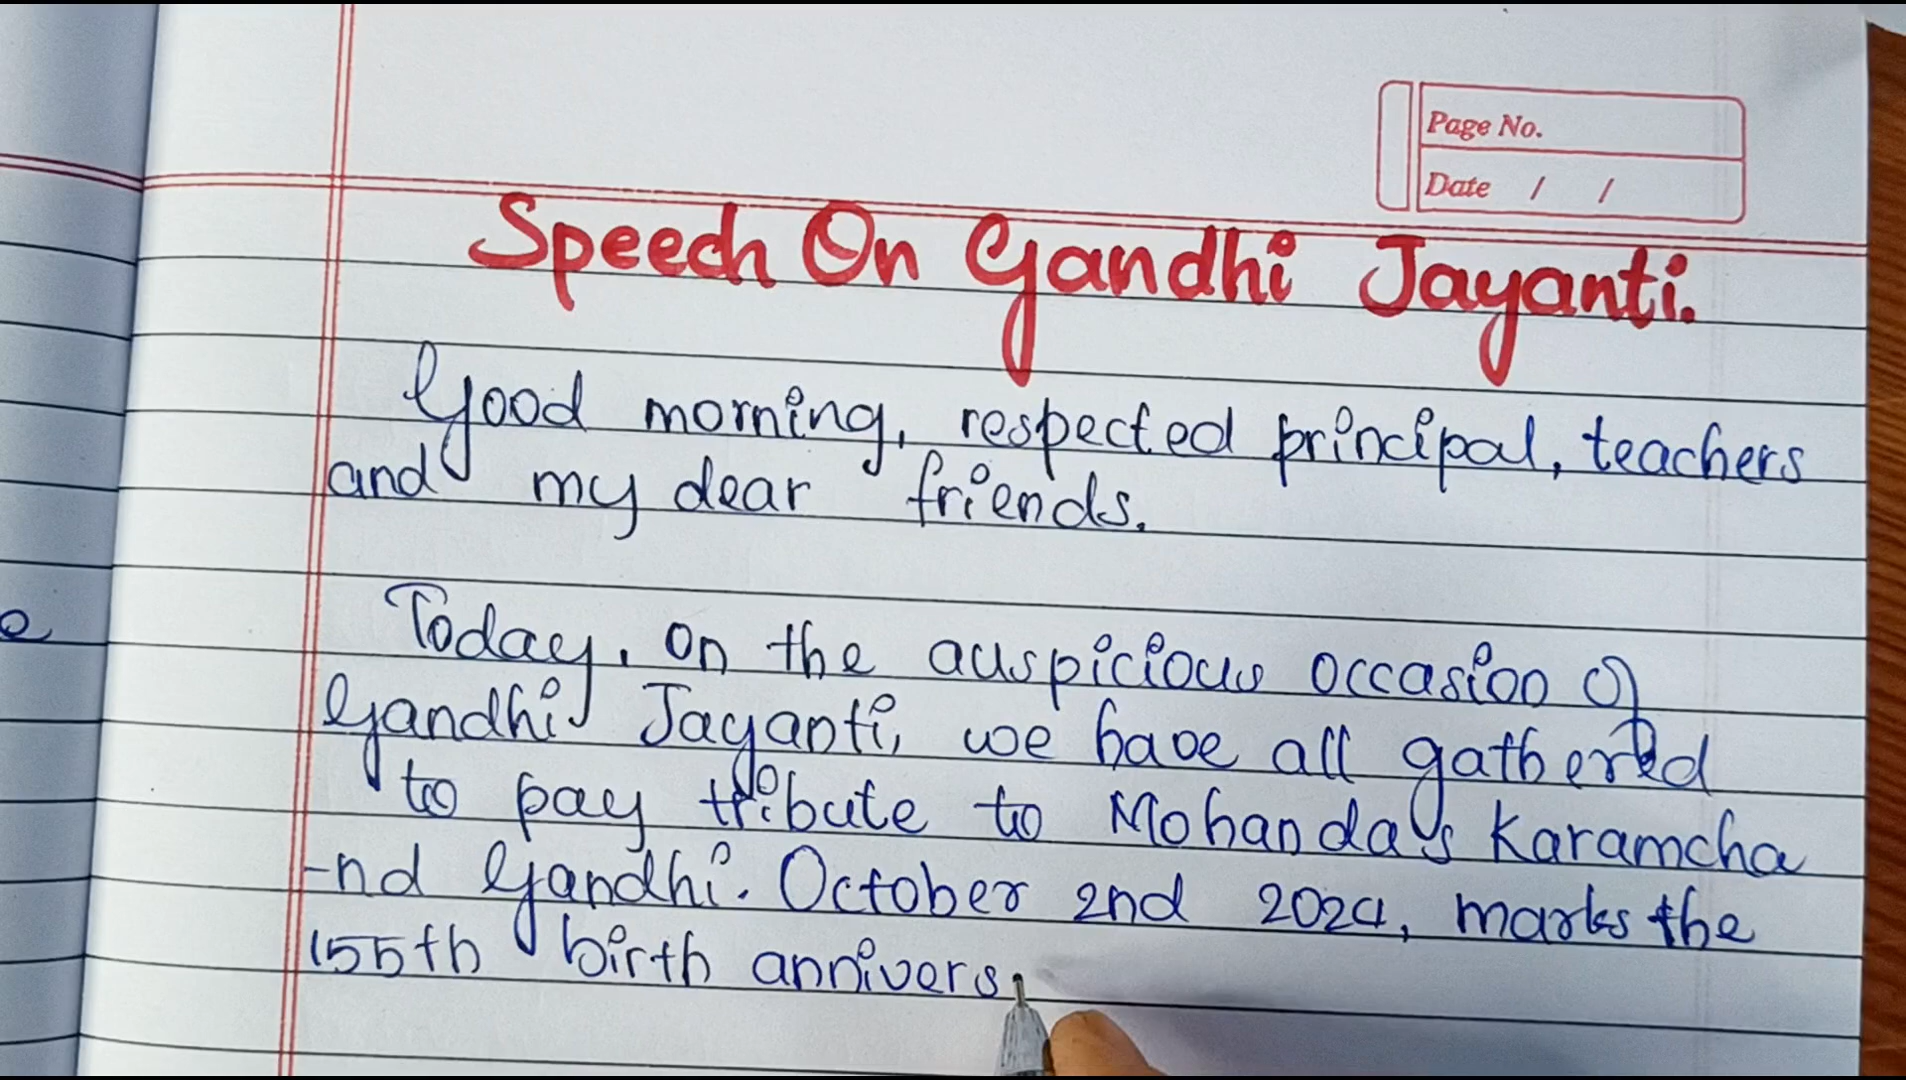 Page No.
Date / /
Speech On Gandhi Jayanti.
Good morning, respected principal, teachers
and my dear friends.
e
Today, on the auspicious occasion of
Gandhi Jayanti, we have all gathered
to pay tribute to Mohandas Karamcha
-nd Gandhi. October 2nd 2024, marks the
155th birth annivers